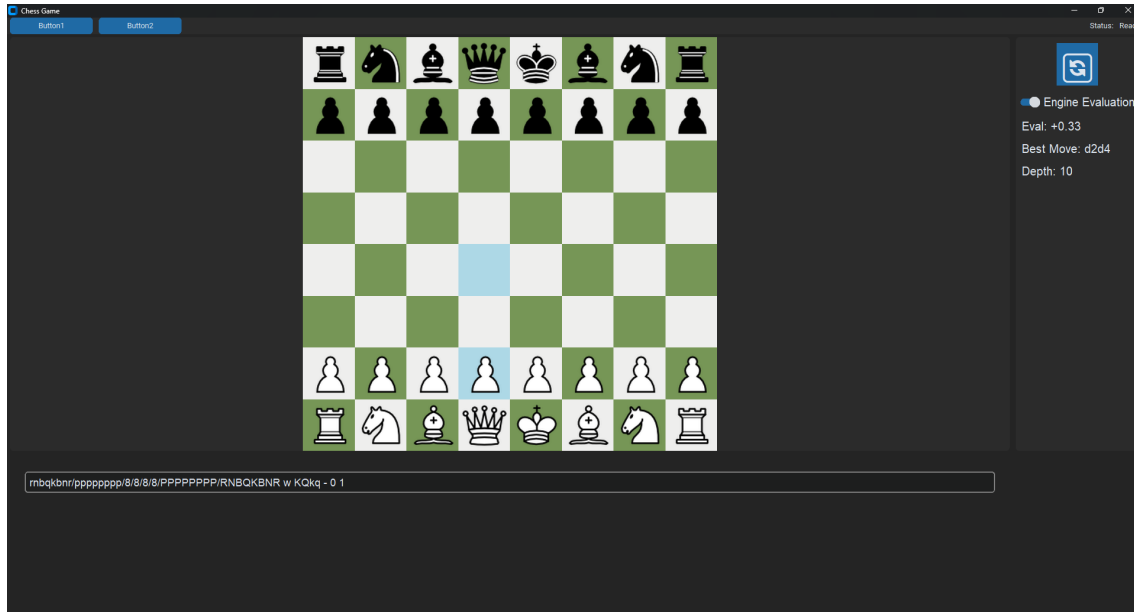 Chess Game
Button1 Button2 Status: Read
Engine Evaluation
Eval: +0.33
Best Move: d2d4
Depth: 10
rnbqkbnr/pppppppp/8/8/8/8/PPPPPPPP/RNBQKBNR w KQkq - 0 1